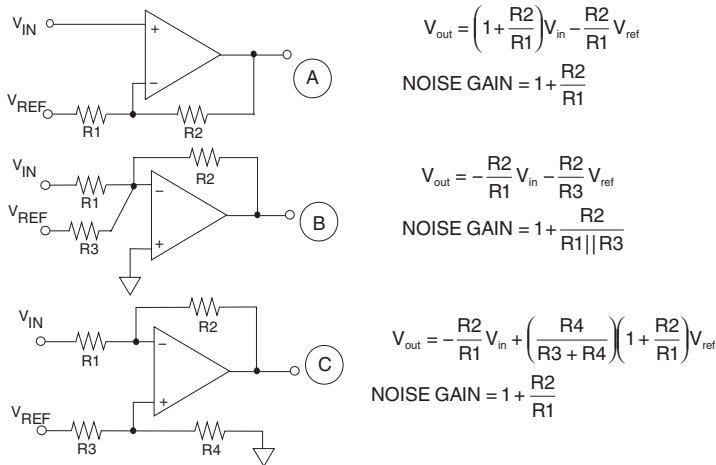 V_IN
+
−
A
V_REF
R1
R2
V_out = (1 + R2/R1) V_in − R2/R1 V_ref
NOISE GAIN = 1 + R2/R1
V_IN
R1
R2
V_REF
R3
−
+
B
V_out = − R2/R1 V_in − R2/R3 V_ref
NOISE GAIN = 1 + R2/R1||R3
V_IN
R1
R2
−
+
C
V_REF
R3
R4
V_out = − R2/R1 V_in + (R4/R3 + R4)(1 + R2/R1) V_ref
NOISE GAIN = 1 + R2/R1